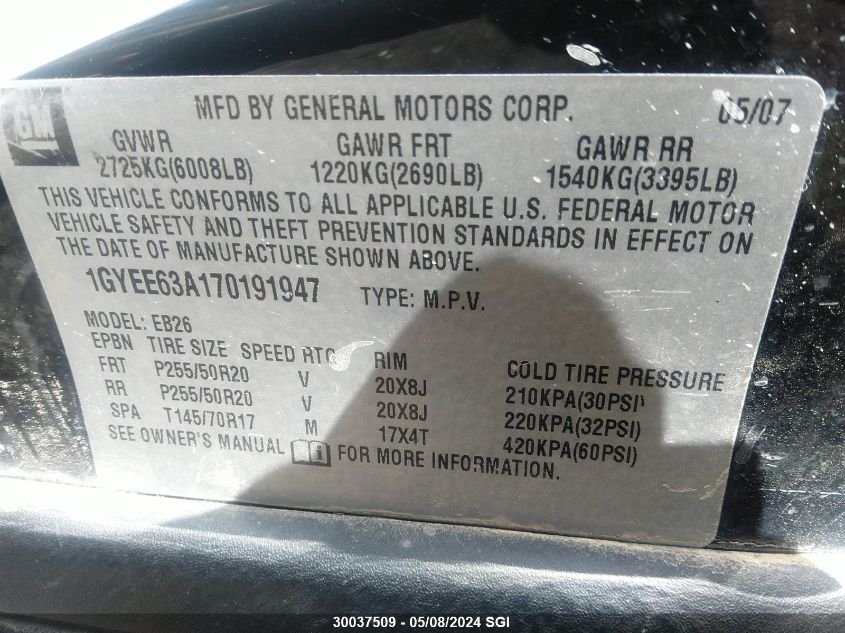 GM MFD BY GENERAL MOTORS CORP. 05/07
GVWR GAWR FRT GAWR RR
2725KG(6008LB) 1220KG(2690LB) 1540KG(3395LB)
THIS VEHICLE CONFORMS TO ALL APPLICABLE U.S. FEDERAL MOTOR
VEHICLE SAFETY AND THEFT PREVENTION STANDARDS IN EFFECT ON
THE DATE OF MANUFACTURE SHOWN ABOVE.
1GYEE63A170191947 TYPE: M.P.V.
MODEL: EB26
EPBN TIRE SIZE SPEED RTG RIM COLD TIRE PRESSURE
FRT P255/50R20 V 20X8J 210KPA(30PSI)
RR P255/50R20 V 20X8J 220KPA(32PSI)
SPA T145/70R17 M 17X4T 420KPA(60PSI)
SEE OWNER'S MANUAL i FOR MORE INFORMATION.
30037509 - 05/08/2024 SGI